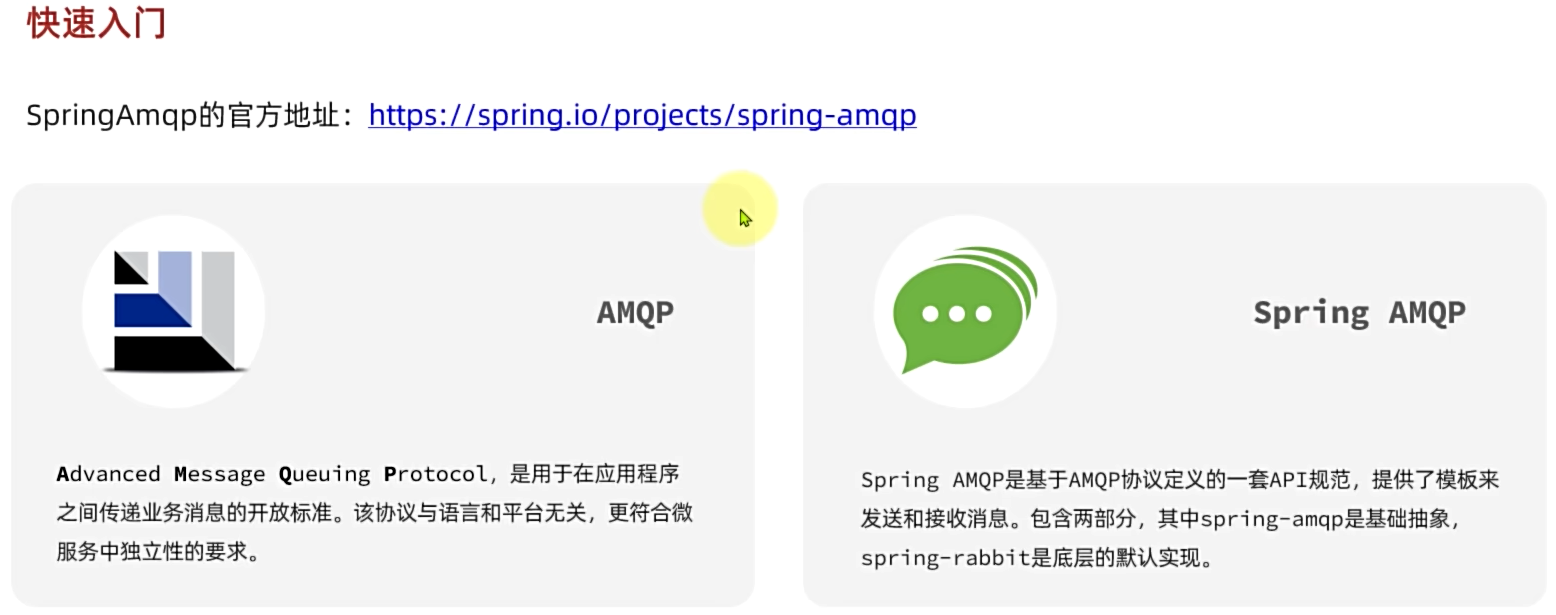 快速入门
SpringAmqp的官方地址：https://spring.io/projects/spring-amqp
AMQP
Advanced Message Queuing Protocol，是用于在应用程序
之间传递业务消息的开放标准。该协议与语言和平台无关，更符合微
服务中独立性的要求。
Spring AMQP
Spring AMQP是基于AMQP协议定义的一套API规范，提供了模板来
发送和接收消息。包含两部分，其中spring-amqp是基础抽象，
spring-rabbit是底层的默认实现。